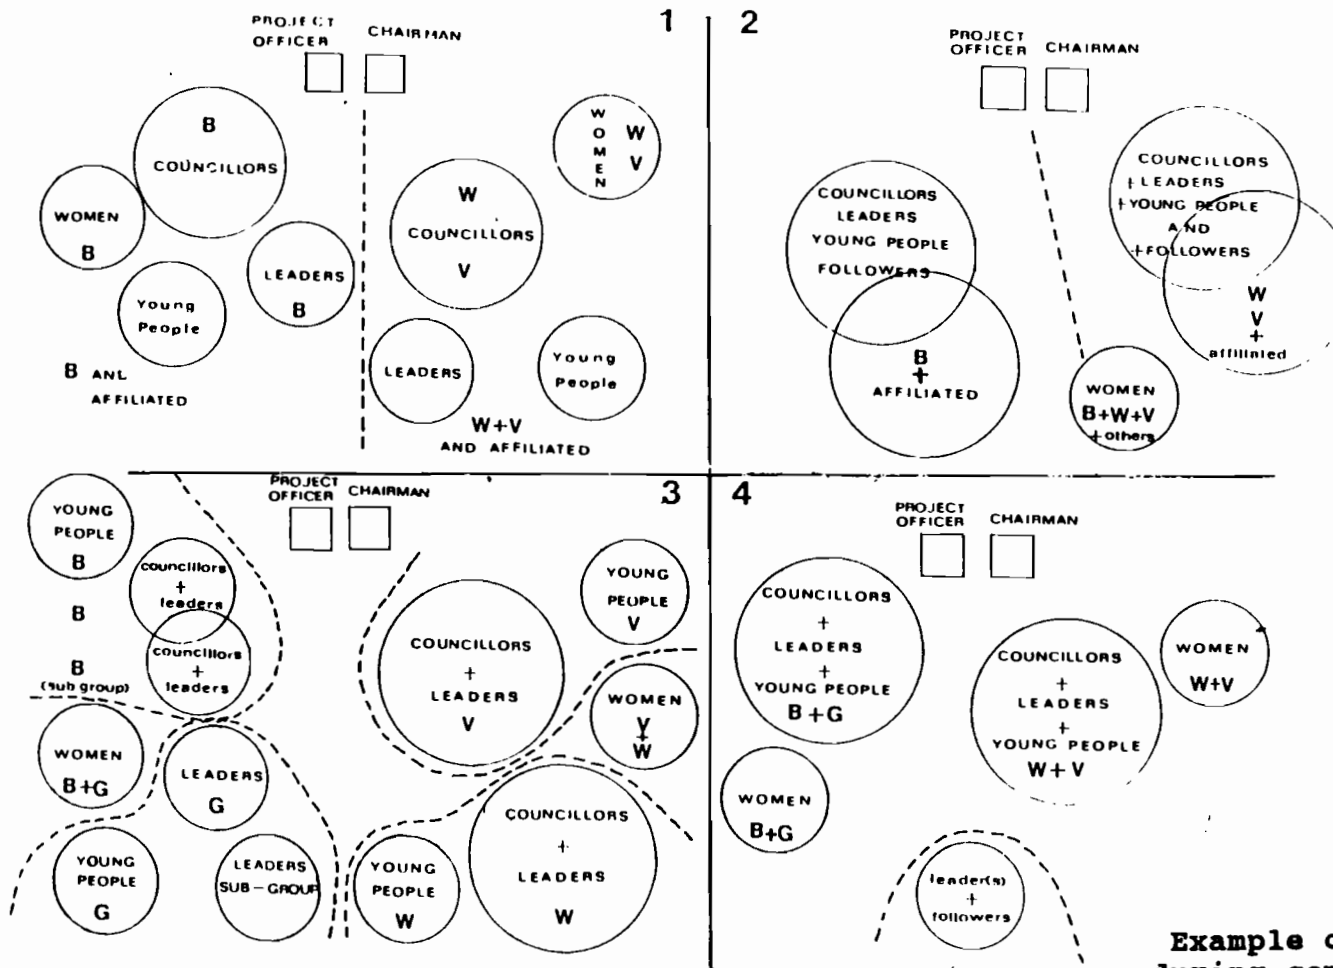 1
PROJECT
OFFICER
CHAIRMAN
B
COUNCILLORS
WOMEN
B
LEADERS
B
Young
People
B ANL
AFFILIATED
WOMEN
W
V
W
COUNCILLORS
V
LEADERS
Young
People
W+V
AND AFFILIATED
2
PROJECT
OFFICER
CHAIRMAN
COUNCILLORS
LEADERS
YOUNG PEOPLE
FOLLOWERS
B
+
AFFILIATED
COUNCILLORS
+LEADERS
+YOUNG PEOPLE
AND
+FOLLOWERS
W
V
+
affiliated
WOMEN
B+W+V
+others
3
PROJECT
OFFICER
CHAIRMAN
YOUNG
PEOPLE
B
B
B
(sub group)
councillors
+
leaders
councillors
+
leaders
WOMEN
B+G
LEADERS
G
YOUNG
PEOPLE
G
LEADERS
SUB-GROUP
COUNCILLORS
+
LEADERS
V
YOUNG
PEOPLE
V
WOMEN
V
+
W
YOUNG
PEOPLE
W
COUNCILLORS
+
LEADERS
W
4
PROJECT
OFFICER
CHAIRMAN
COUNCILLORS
+
LEADERS
+
YOUNG PEOPLE
B+G
WOMEN
B+G
COUNCILLORS
+
LEADERS
+
YOUNG PEOPLE
W+V
WOMEN
W+V
leader(s)
+
followers
Example